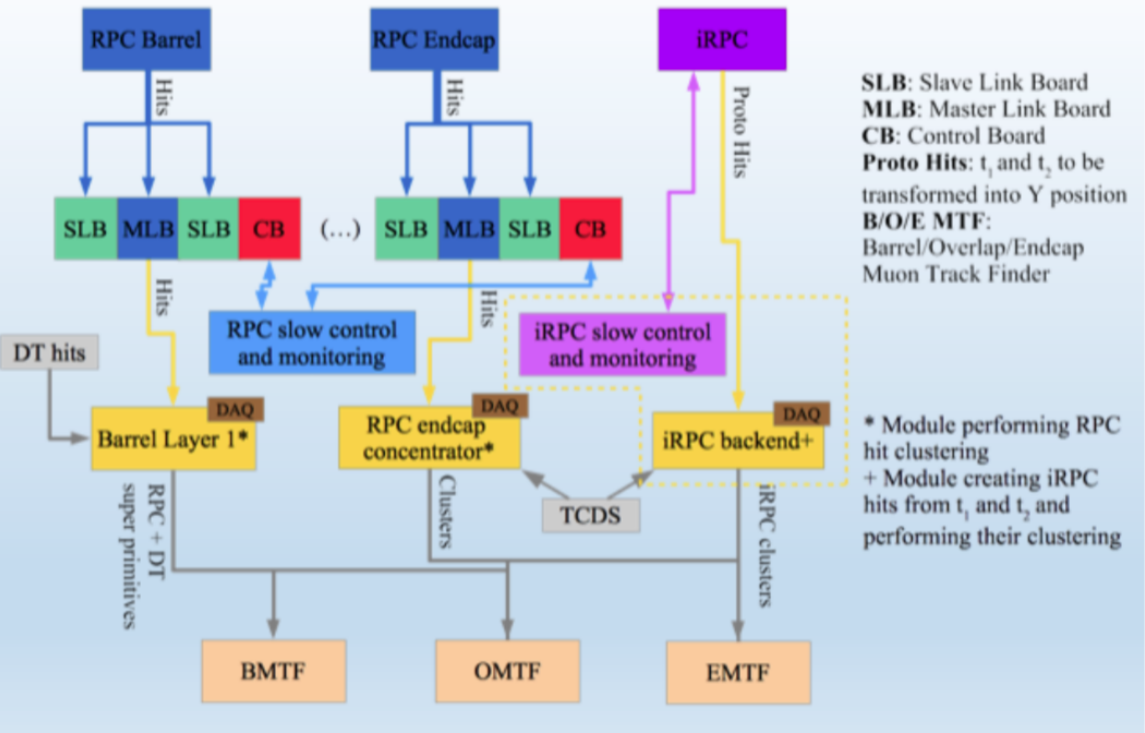 RPC Barrel
RPC Endcap
iRPC
Hits
Hits
Proto Hits
SLB: Slave Link Board
MLB: Master Link Board
CB: Control Board
Proto Hits: t₁ and t₂ to be
transformed into Y position
B/O/E MTF:
Barrel/Overlap/Endcap
Muon Track Finder
SLB MLB SLB CB (...) SLB MLB SLB CB
Hits
Hits
RPC slow control
and monitoring
iRPC slow control
and monitoring
DT hits
DAQ
Barrel Layer 1*
DAQ
RPC endcap
concentrator*
DAQ
iRPC backend+
* Module performing RPC
hit clustering
+ Module creating iRPC
hits from t₁ and t₂ and
performing their clustering
TCDS
RPC + DT
super primitives
Clusters
iRPC clusters
BMTF
OMTF
EMTF